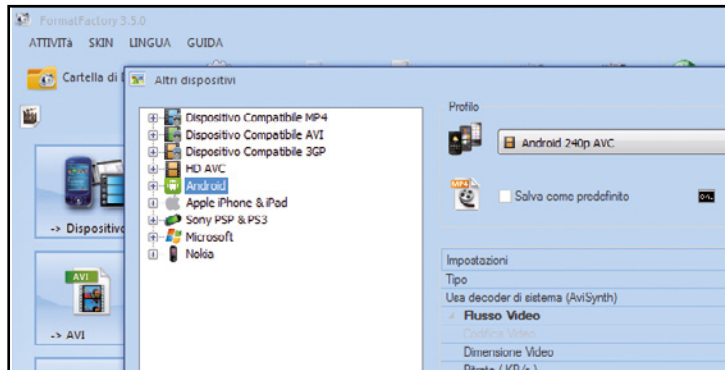 FormatFactory 3.5.0
ATTIVITà SKIN LINGUA GUIDA
Cartella di
Altri dispositivi
Dispositivo Compatibile MP4
Dispositivo Compatibile AVI
Dispositivo Compatibile 3GP
HD AVC
Android
Apple iPhone & iPad
Sony PSP & PS3
Microsoft
Nokia
-> Dispositivo
AVI
-> AVI
Profilo
Android 240p AVC
MP4
Salva come predefinito
Impostazioni
Tipo
Usa decoder di sistema (AviSynth)
Flusso Video
Codifica Video
Dimensione Video